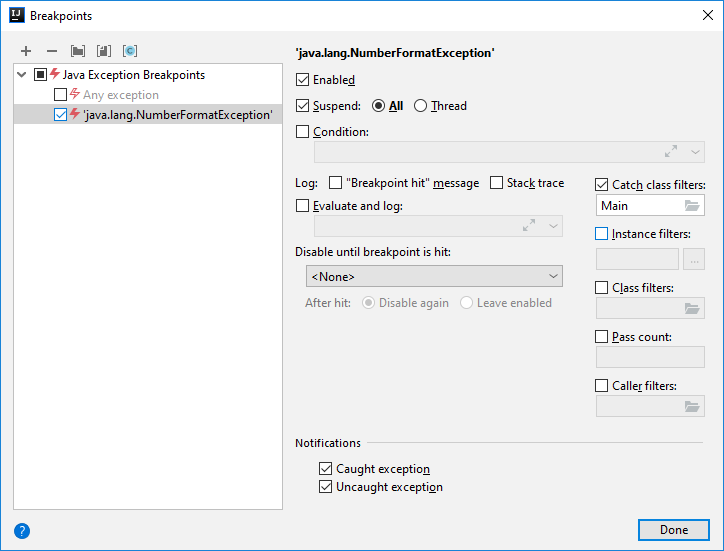 Breakpoints
Java Exception Breakpoints
Any exception
'java.lang.NumberFormatException'
'java.lang.NumberFormatException'
Enabled
Suspend: All Thread
Condition:
Log: "Breakpoint hit" message Stack trace
Evaluate and log:
Disable until breakpoint is hit:
<None>
After hit: Disable again Leave enabled
Catch class filters:
Main
Instance filters:
...
Class filters:
Pass count:
Caller filters:
Notifications
Caught exception
Uncaught exception
?
Done